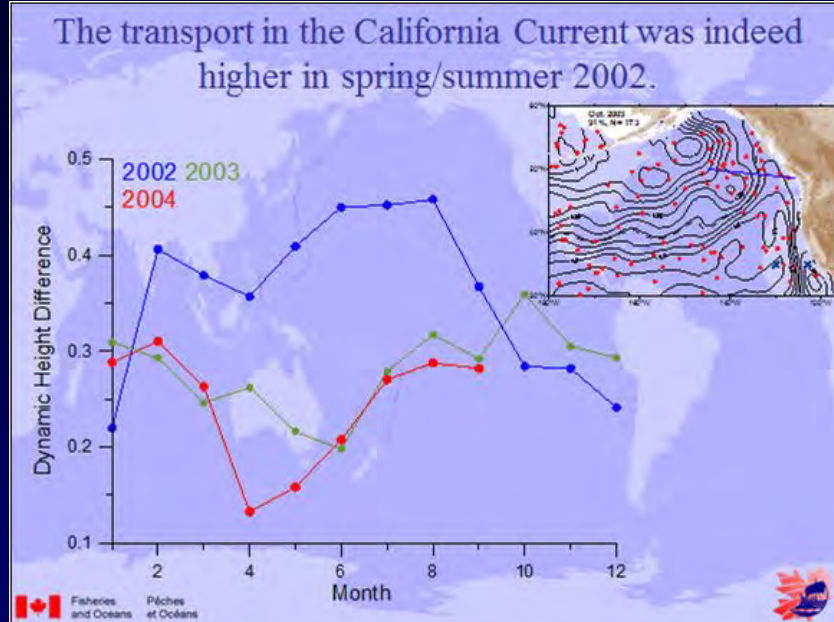 The transport in the California Current was indeed
higher in spring/summer 2002.
Oct. 2003
0.5
2002 2003
2004
0.4
0.3
0.2
0.1
Dynamic Height Difference
2 4 6 8 10 12
Month
Fisheries
and Oceans
Pêches
et Océans